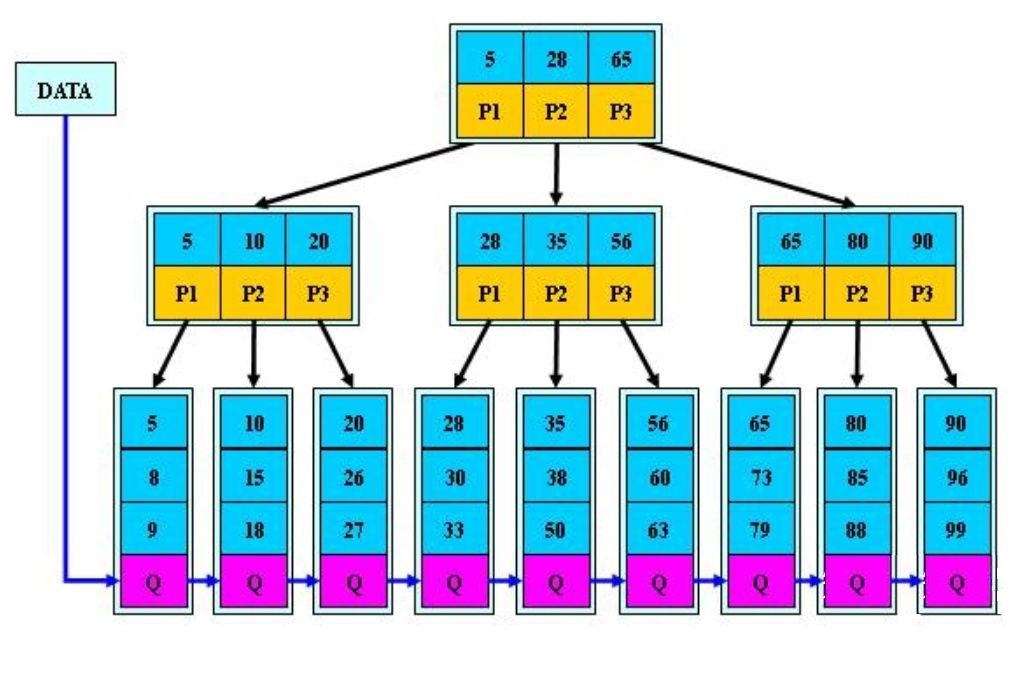 5 28 65
DATA
P1 P2 P3
5 10 20 28 35 56 65 80 90
P1 P2 P3 P1 P2 P3 P1 P2 P3
5 10 20 28 35 56 65 80 90
8 15 26 30 38 60 73 85 96
9 18 27 33 50 63 79 88 99
Q Q Q Q Q Q Q Q Q